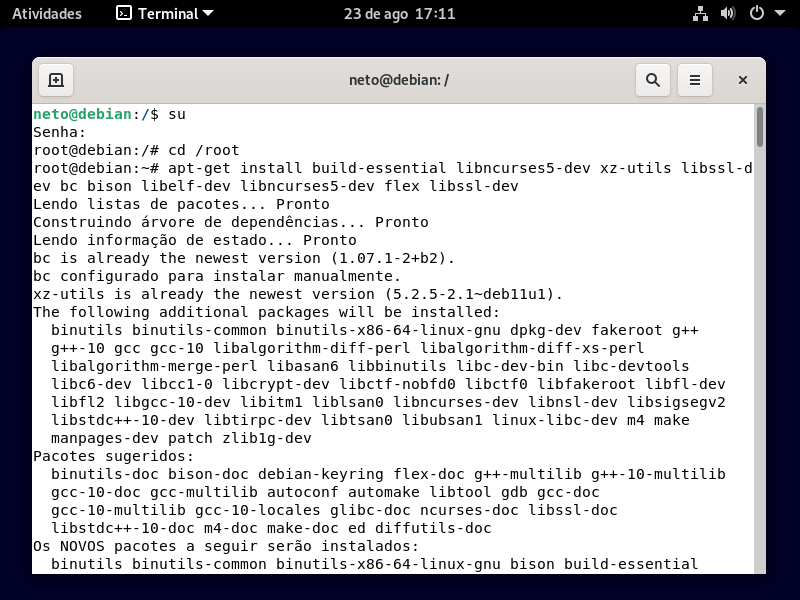 Atividades Terminal 23 de ago 17:11
neto@debian: /
neto@debian:/$ su
Senha:
root@debian:/# cd /root
root@debian:~# apt-get install build-essential libncurses5-dev xz-utils libssl-d
ev bc bison libelf-dev libncurses5-dev flex libssl-dev
Lendo listas de pacotes... Pronto
Construindo árvore de dependências... Pronto
Lendo informação de estado... Pronto
bc is already the newest version (1.07.1-2+b2).
bc configurado para instalar manualmente.
xz-utils is already the newest version (5.2.5-2.1~deb11u1).
The following additional packages will be installed:
  binutils binutils-common binutils-x86-64-linux-gnu dpkg-dev fakeroot g++
  g++-10 gcc gcc-10 libalgorithm-diff-perl libalgorithm-diff-xs-perl
  libalgorithm-merge-perl libasan6 libbinutils libc-dev-bin libc-devtools
  libc6-dev libcc1-0 libcrypt-dev libctf-nobfd0 libctf0 libfakeroot libfl-dev
  libfl2 libgcc-10-dev libitm1 liblsan0 libncurses-dev libnsl-dev libsigsegv2
  libstdc++-10-dev libtirpc-dev libtsan0 libubsan1 linux-libc-dev m4 make
  manpages-dev patch zlib1g-dev
Pacotes sugeridos:
  binutils-doc bison-doc debian-keyring flex-doc g++-multilib g++-10-multilib
  gcc-10-doc gcc-multilib autoconf automake libtool gdb gcc-doc
  gcc-10-multilib gcc-10-locales glibc-doc ncurses-doc libssl-doc
  libstdc++-10-doc m4-doc make-doc ed diffutils-doc
Os NOVOS pacotes a seguir serão instalados:
  binutils binutils-common binutils-x86-64-linux-gnu bison build-essential